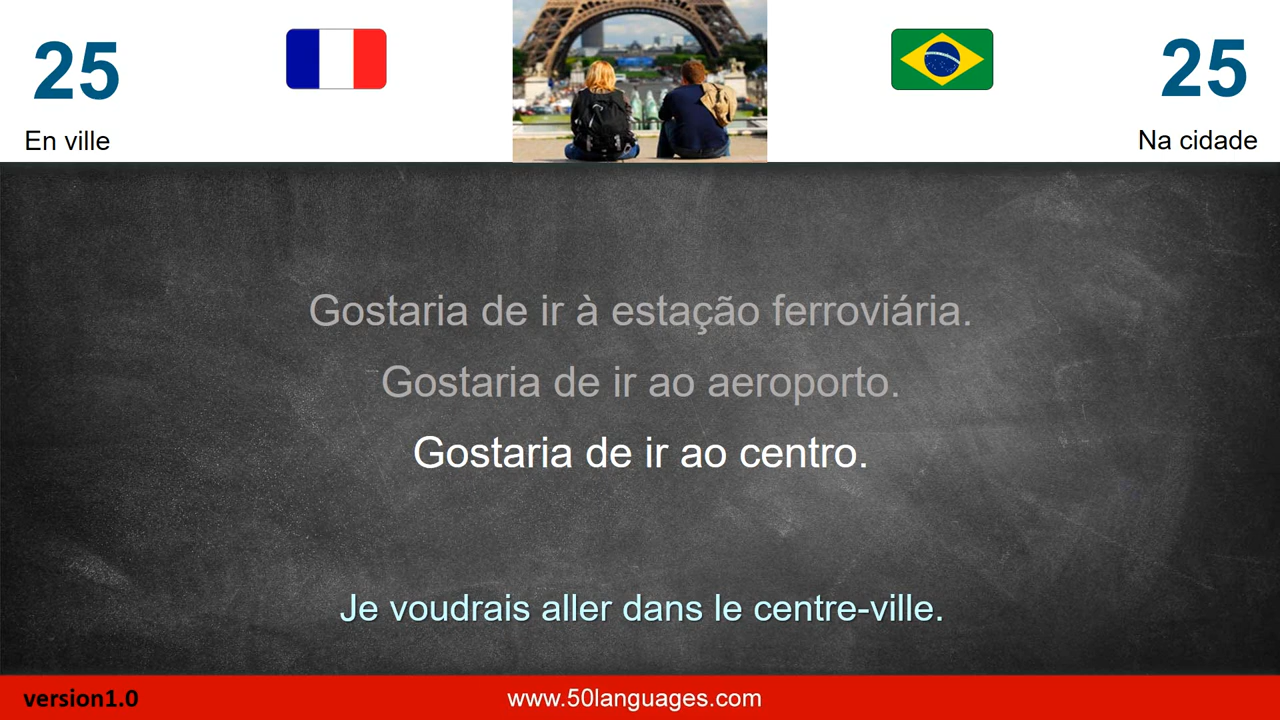 25
25
En ville
Na cidade
Gostaria de ir à estação ferroviária.
Gostaria de ir ao aeroporto.
Gostaria de ir ao centro.
Je voudrais aller dans le centre-ville.
version1.0
www.50languages.com